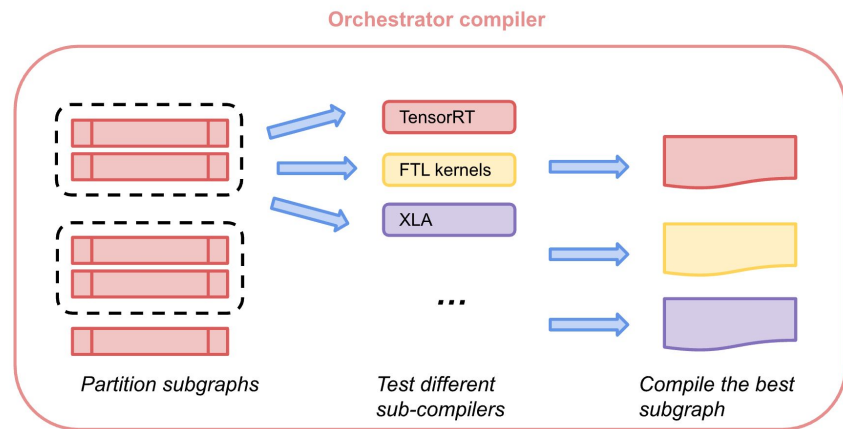 Orchestrator compiler
TensorRT
FTL kernels
XLA
...
Partition subgraphs
Test different
sub-compilers
Compile the best
subgraph